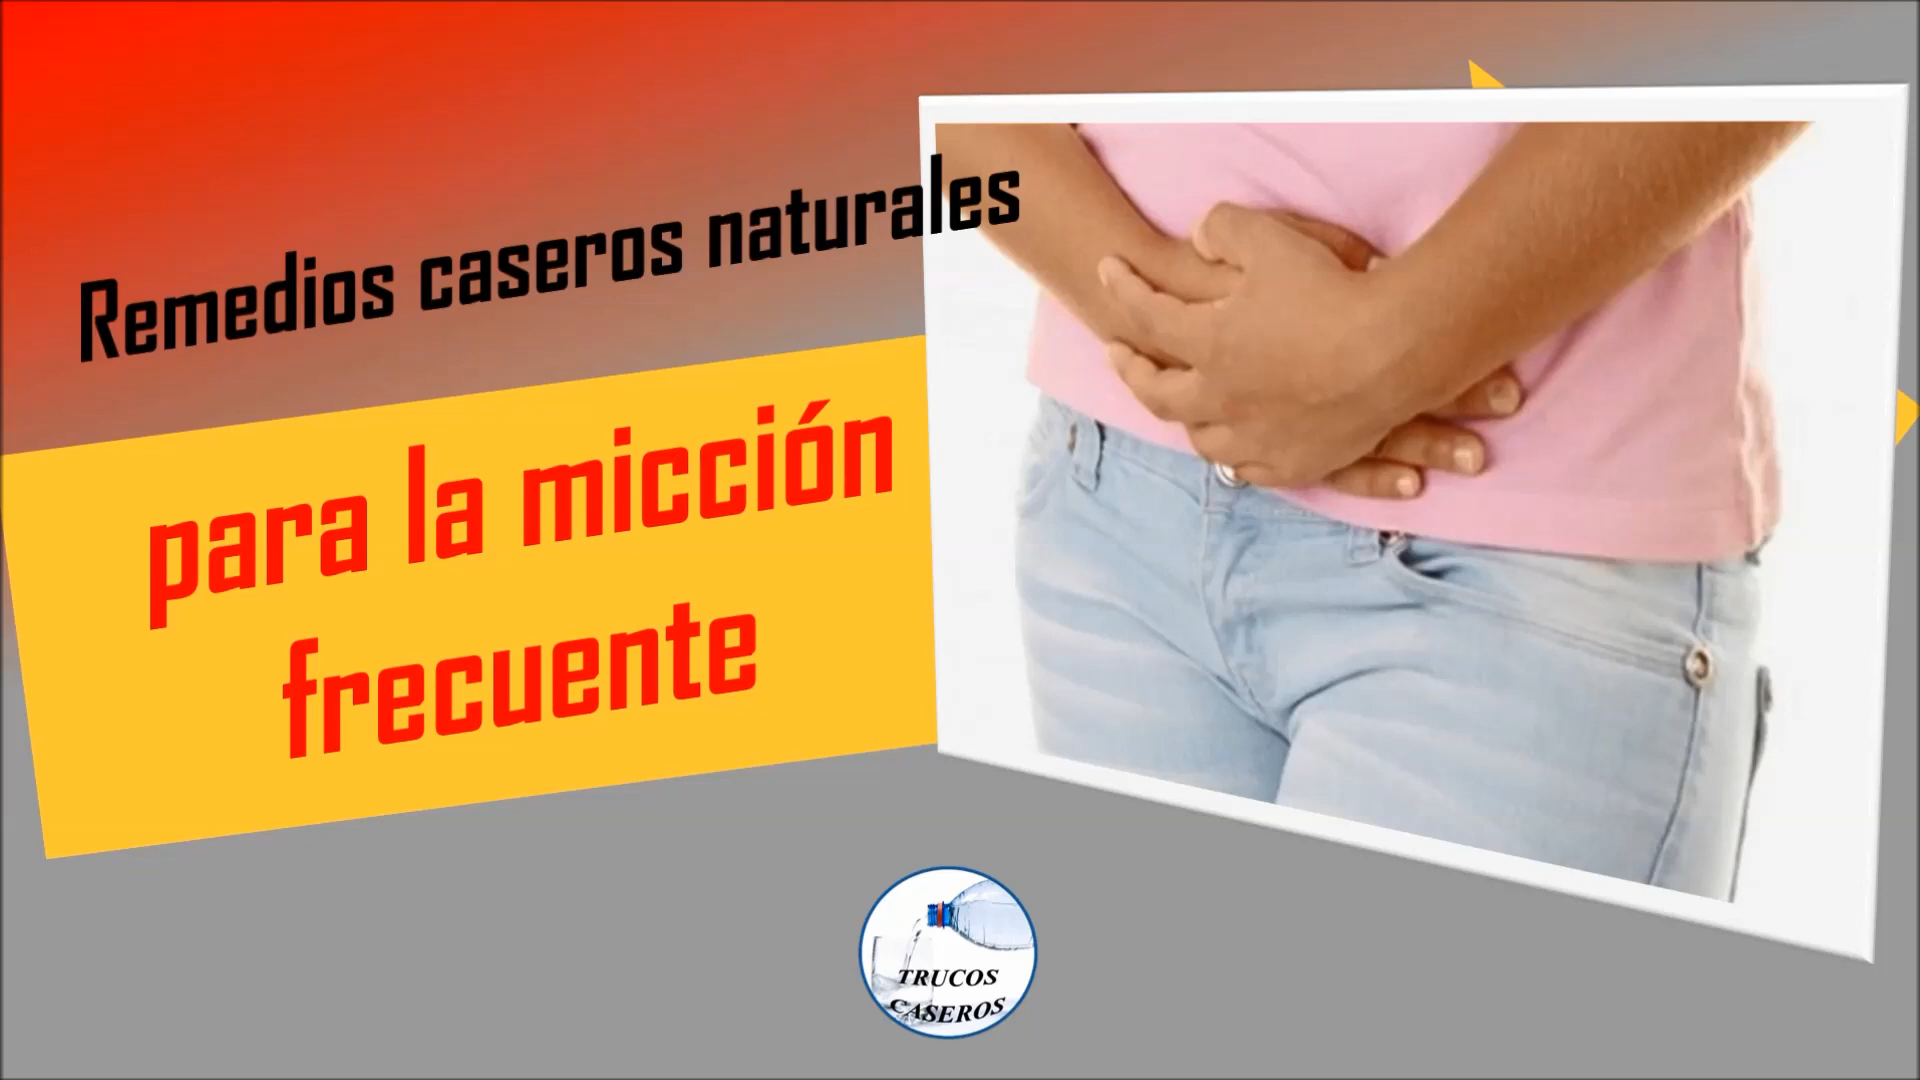 Remedios caseros naturales
para la micción
frecuente
TRUCOS
CASEROS